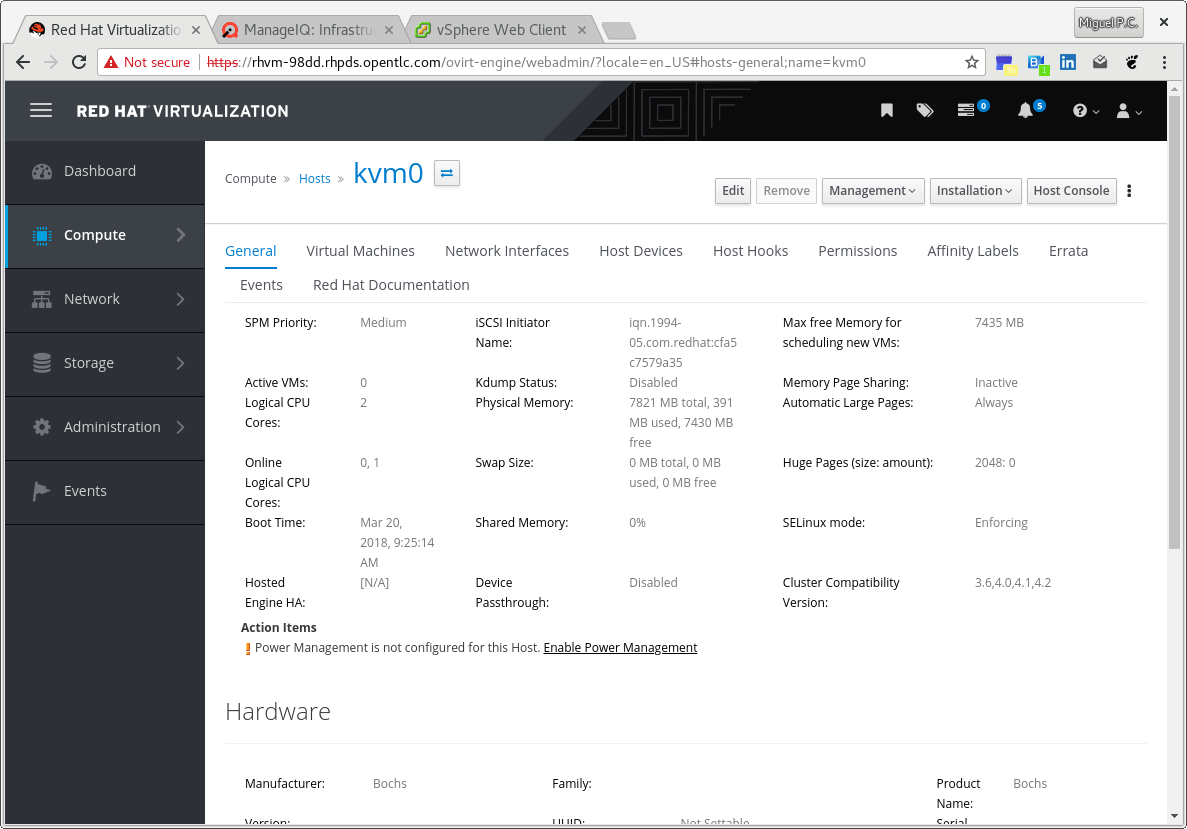 Red Hat Virtualizatio
ManageIQ: Infrastru
vSphere Web Client
Miguel P.C.
Not secure
https://rhvm-98dd.rhpds.opentlc.com/ovirt-engine/webadmin/?locale=en_US#hosts-general;name=kvm0
1
RED HAT VIRTUALIZATION
0
5
Dashboard
Compute
Network
Storage
Administration
Events
Compute » Hosts » kvm0
Edit Remove Management Installation Host Console
General Virtual Machines Network Interfaces Host Devices Host Hooks Permissions Affinity Labels Errata
Events Red Hat Documentation
SPM Priority: Medium
iSCSI Initiator
Name:
iqn.1994-
05.com.redhat:cfa5
c7579a35
Max free Memory for
scheduling new VMs:
7435 MB
Active VMs: 0
Kdump Status: Disabled
Memory Page Sharing: Inactive
Logical CPU
Cores:
2
Physical Memory:
7821 MB total, 391
MB used, 7430 MB
free
Automatic Large Pages: Always
Online
Logical CPU
Cores:
0, 1
Swap Size:
0 MB total, 0 MB
used, 0 MB free
Huge Pages (size: amount): 2048: 0
Boot Time:
Mar 20,
2018, 9:25:14
AM
Shared Memory: 0%
SELinux mode: Enforcing
Hosted
Engine HA:
[N/A]
Device
Passthrough:
Disabled
Cluster Compatibility
Version:
3.6,4.0,4.1,4.2
Action Items
Power Management is not configured for this Host. Enable Power Management
Hardware
Manufacturer: Bochs
Family:
Product
Name:
Bochs
Version:
UUID: Not Settable
Serial